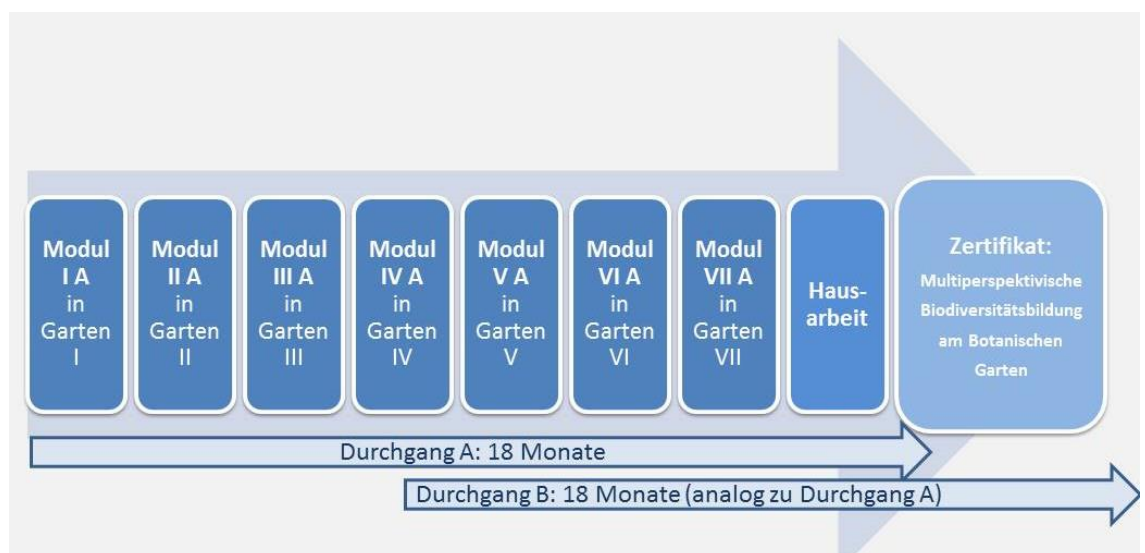 Modul
I A
in
Garten
I
Modul
II A
in
Garten
II
Modul
III A
in
Garten
III
Modul
IV A
in
Garten
IV
Modul
V A
in
Garten
V
Modul
VI A
in
Garten
VI
Modul
VII A
in
Garten
VII
Haus-
arbeit
Zertifikat:
Multiperspektivische
Biodiversitätsbildung
am Botanischen
Garten
Durchgang A: 18 Monate
Durchgang B: 18 Monate (analog zu Durchgang A)